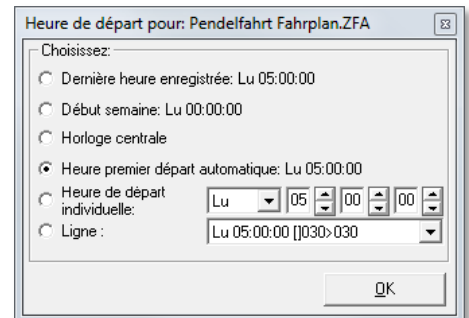 Heure de départ pour: Pendelfahrt Fahrplan.ZFA
Choisissez:
Dernière heure enregistrée: Lu 05:00:00
Début semaine: Lu 00:00:00
Horloge centrale
Heure premier départ automatique: Lu 05:00:00
Heure de départ
individuelle:
Lu 05 00 00
Ligne : Lu 05:00:00 []030>030
OK